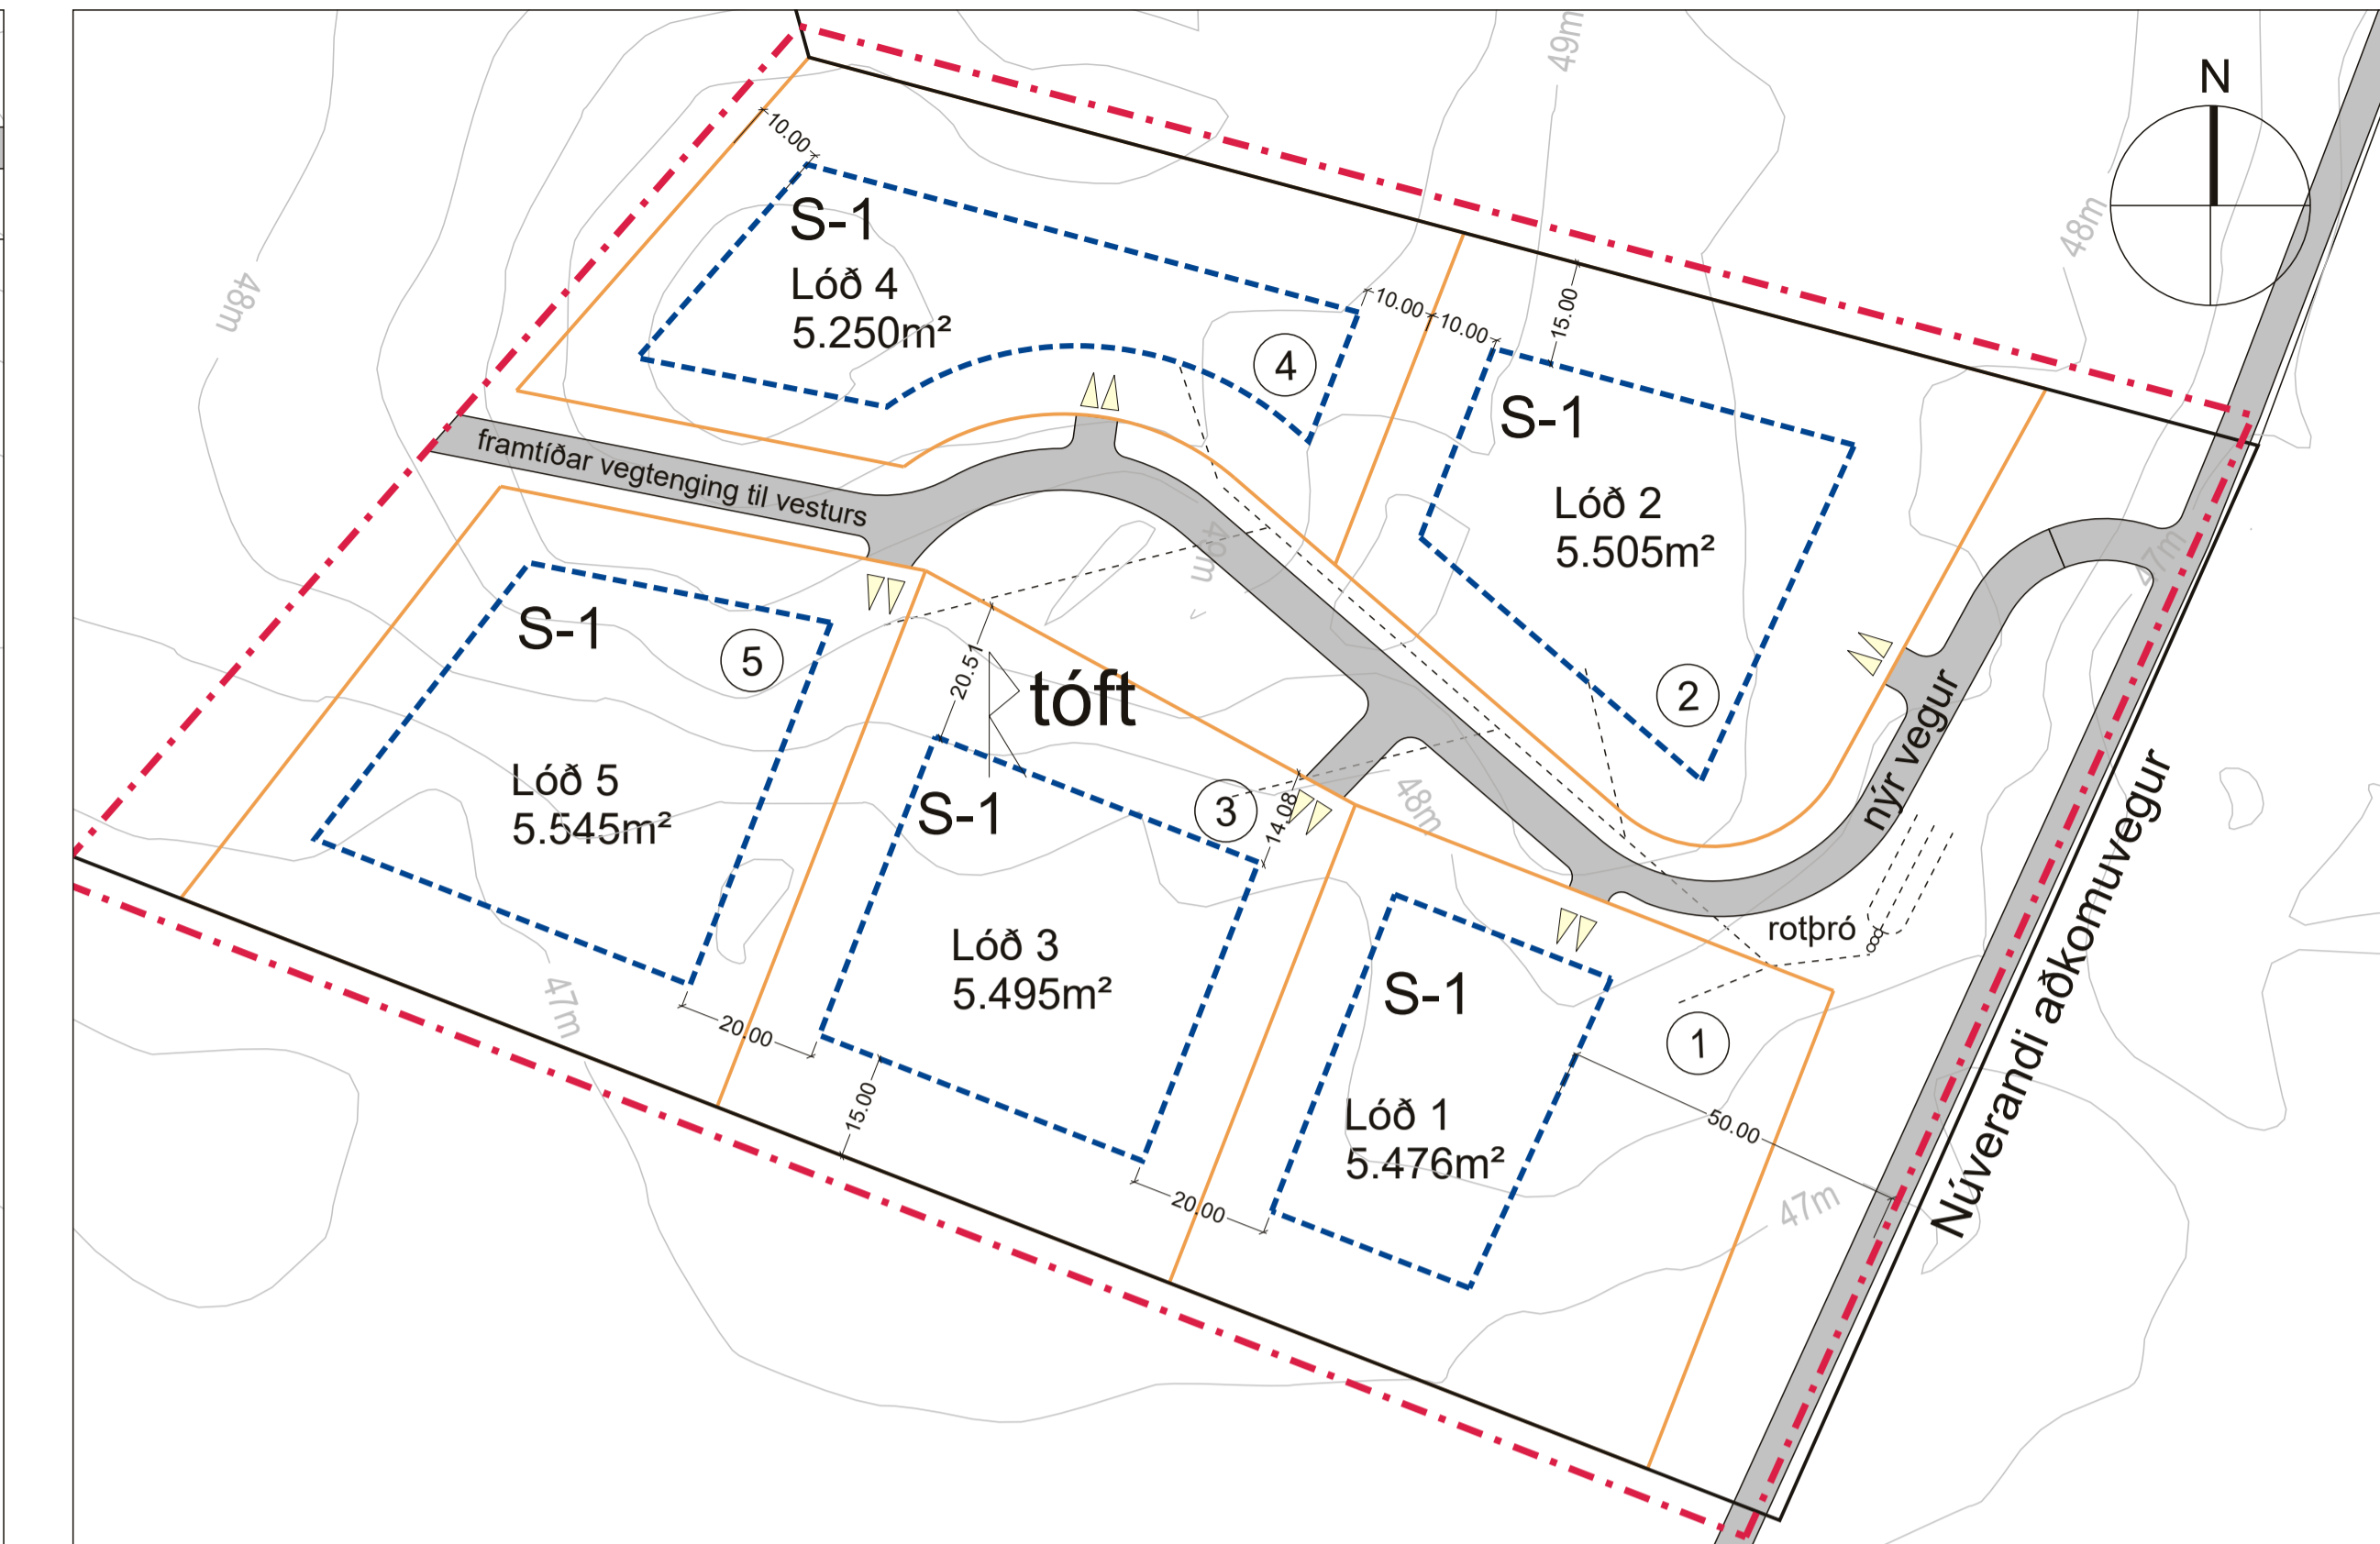 49m
N
10.00
S-1
Lóð 4
5.250m²
48m
48m
10.00
10.00
15.00
4
S-1
Lóð 2
5.505m²
2
framtíðar vegtenging til vesturs
49m
47m
S-1
5
20.51
tóft
nýr vegur
Lóð 5
5.545m²
S-1
3
14.08
48m
Núverandi aðkomuvegur
rotþró
Lóð 3
5.495m²
S-1
1
47m
20.00
15.00
Lóð 1
5.476m²
50.00
47m
20.00